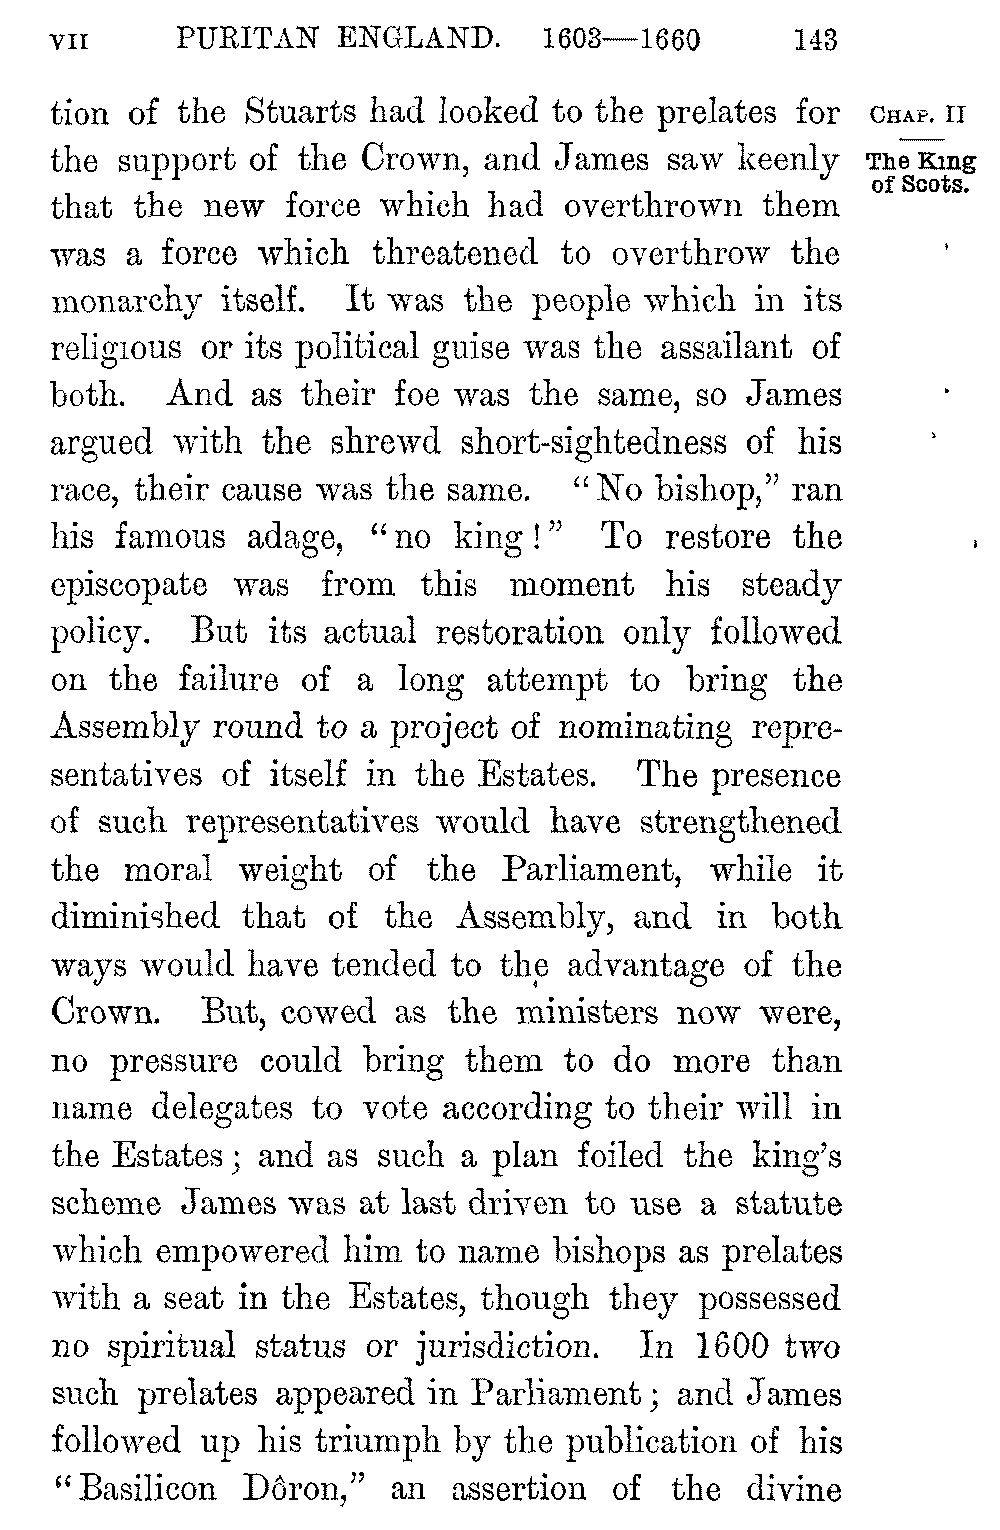 VII PURITAN ENGLAND. 1603—1660 143
tion of the Stuarts had looked to the prelates for
CHAP. II
the support of the Crown, and James saw keenly
The King
of Scots.
that the new force which had overthrown them
was a force which threatened to overthrow the
monarchy itself. It was the people which in its
religious or its political guise was the assailant of
both. And as their foe was the same, so James
argued with the shrewd short-sightedness of his
race, their cause was the same. “No bishop,” ran
his famous adage, “no king!” To restore the
episcopate was from this moment his steady
policy. But its actual restoration only followed
on the failure of a long attempt to bring the
Assembly round to a project of nominating repre-
sentatives of itself in the Estates. The presence
of such representatives would have strengthened
the moral weight of the Parliament, while it
diminished that of the Assembly, and in both
ways would have tended to the advantage of the
Crown. But, cowed as the ministers now were,
no pressure could bring them to do more than
name delegates to vote according to their will in
the Estates; and as such a plan foiled the king’s
scheme James was at last driven to use a statute
which empowered him to name bishops as prelates
with a seat in the Estates, though they possessed
no spiritual status or jurisdiction. In 1600 two
such prelates appeared in Parliament; and James
followed up his triumph by the publication of his
“Basilicon Dôron,” an assertion of the divine